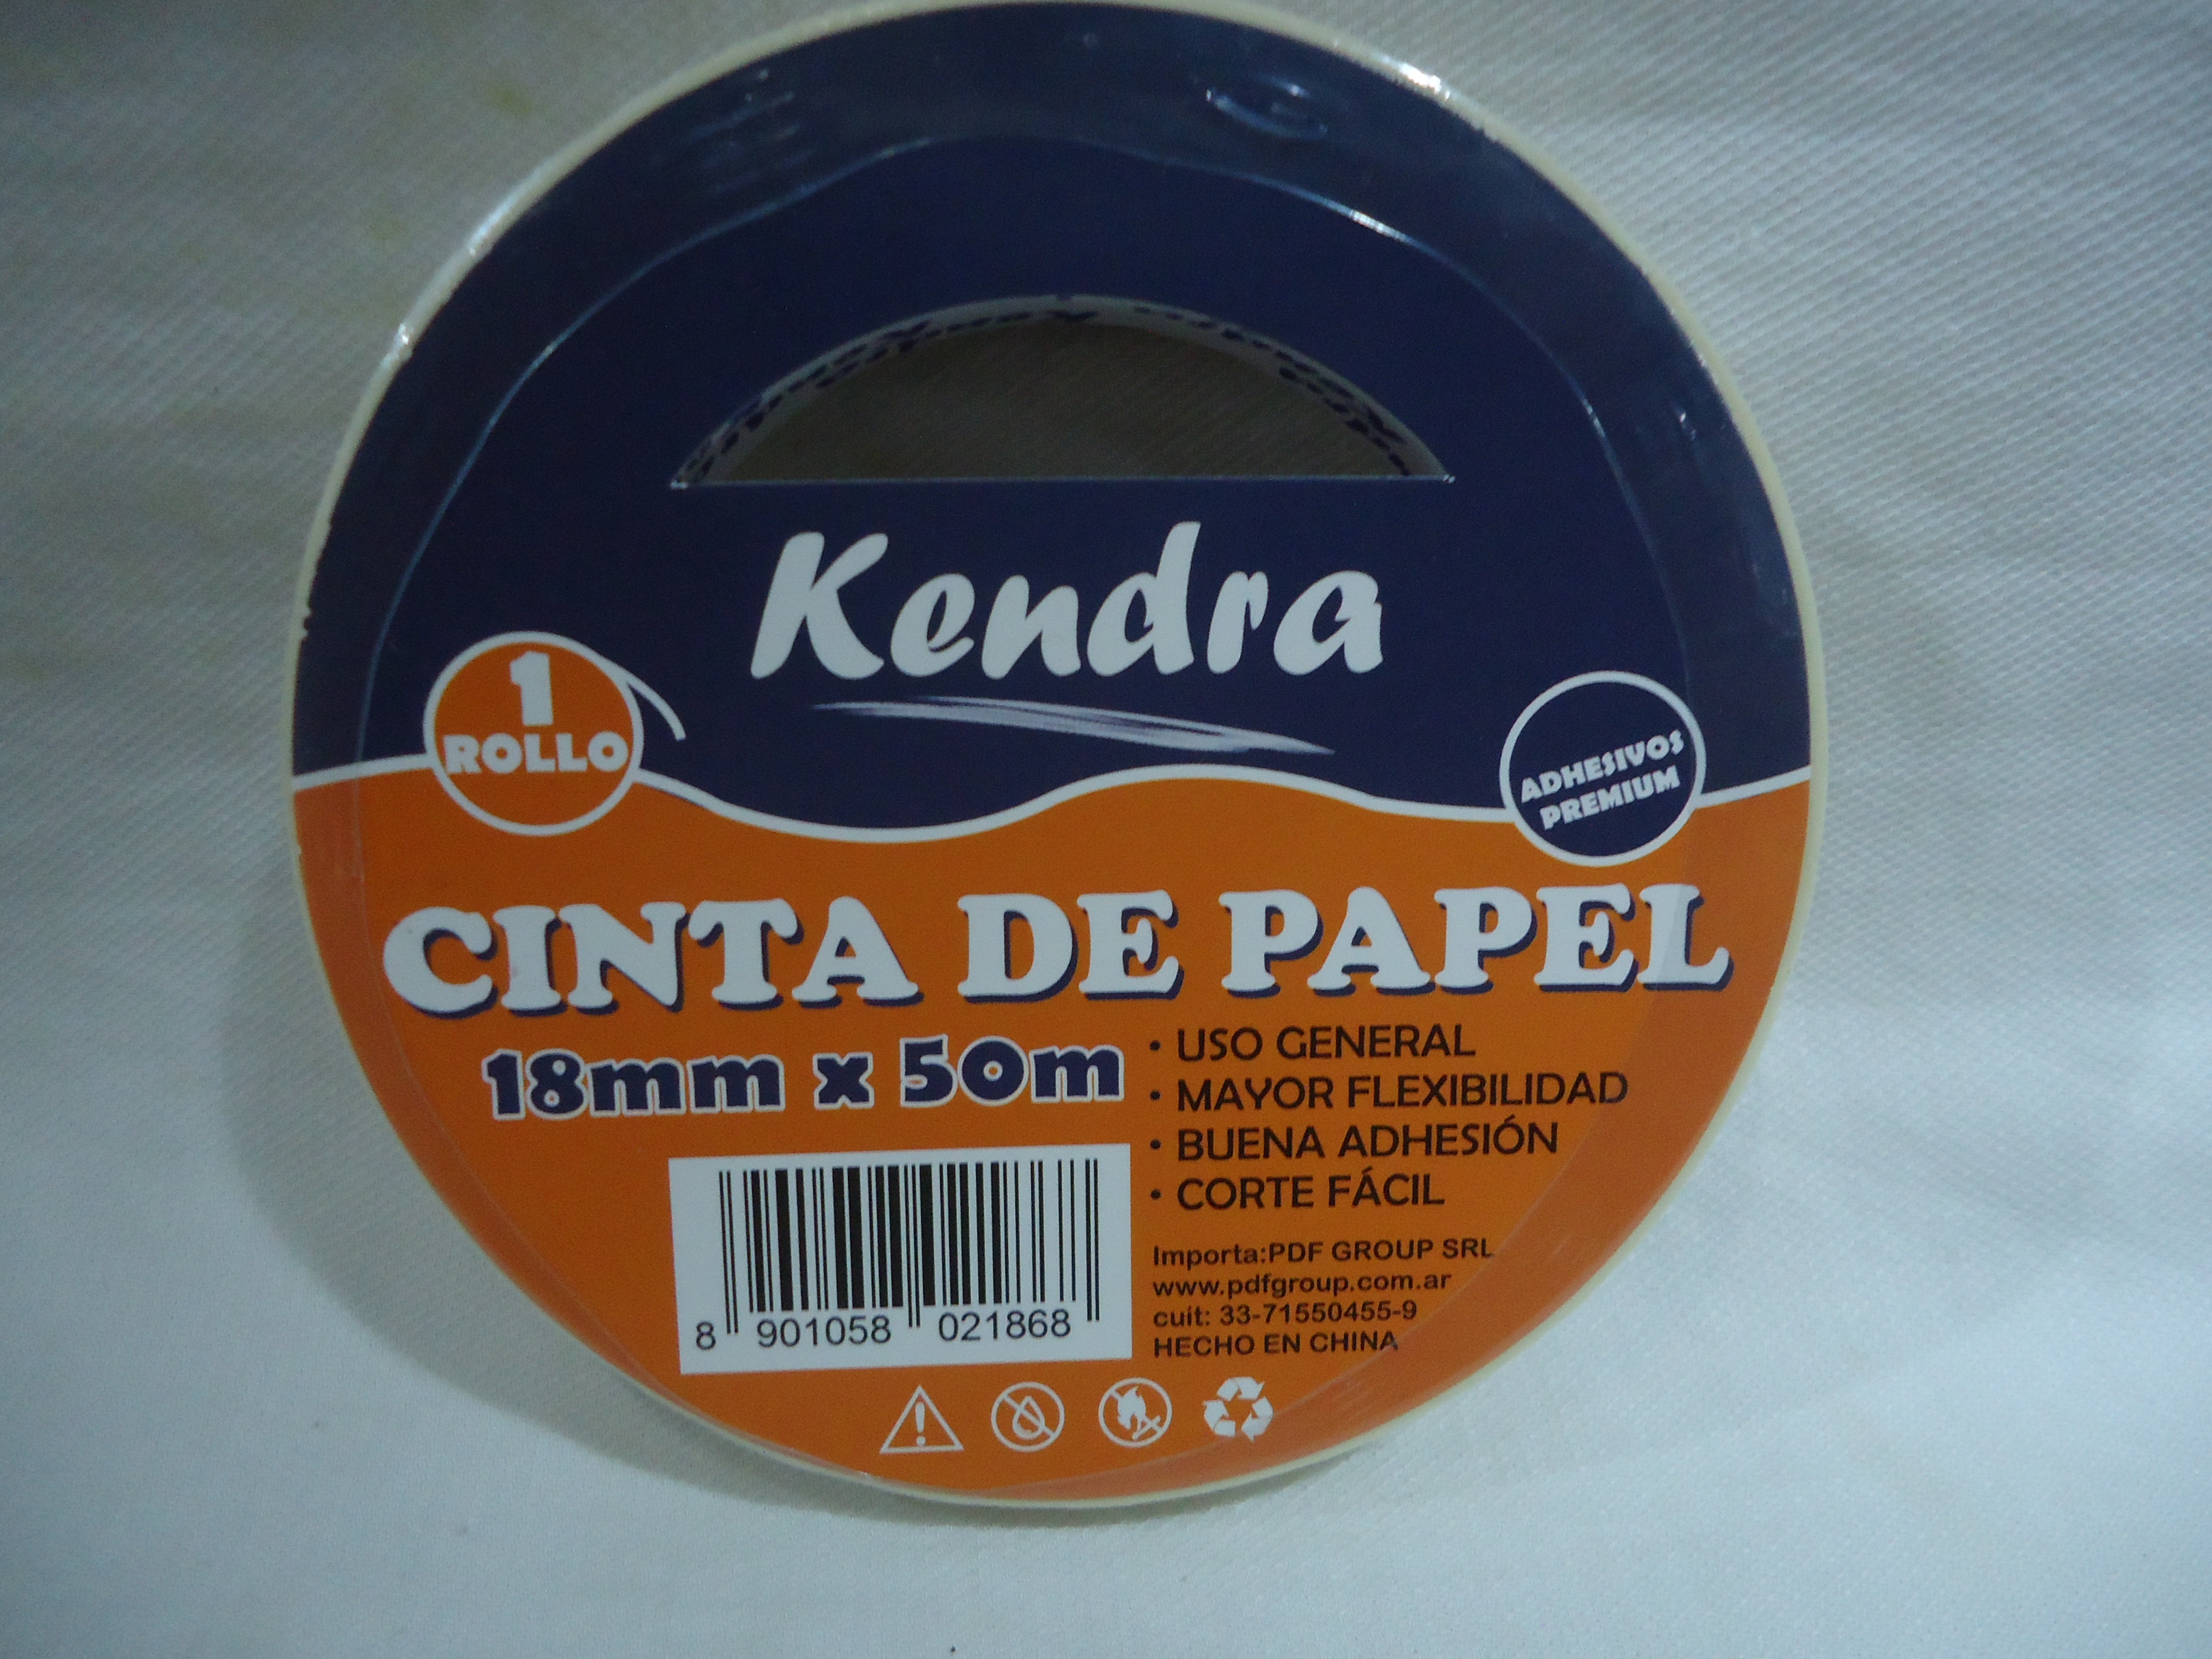 Kendra
1
ROLLO
ADHESIVOS
PREMIUM
CINTA DE PAPEL
18mm x 50m
• USO GENERAL
• MAYOR FLEXIBILIDAD
• BUENA ADHESIÓN
• CORTE FÁCIL
Importa:PDF GROUP SRL
www.pdfgroup.com.ar
cuit: 33-71550455-9
HECHO EN CHINA
8 901058 021868